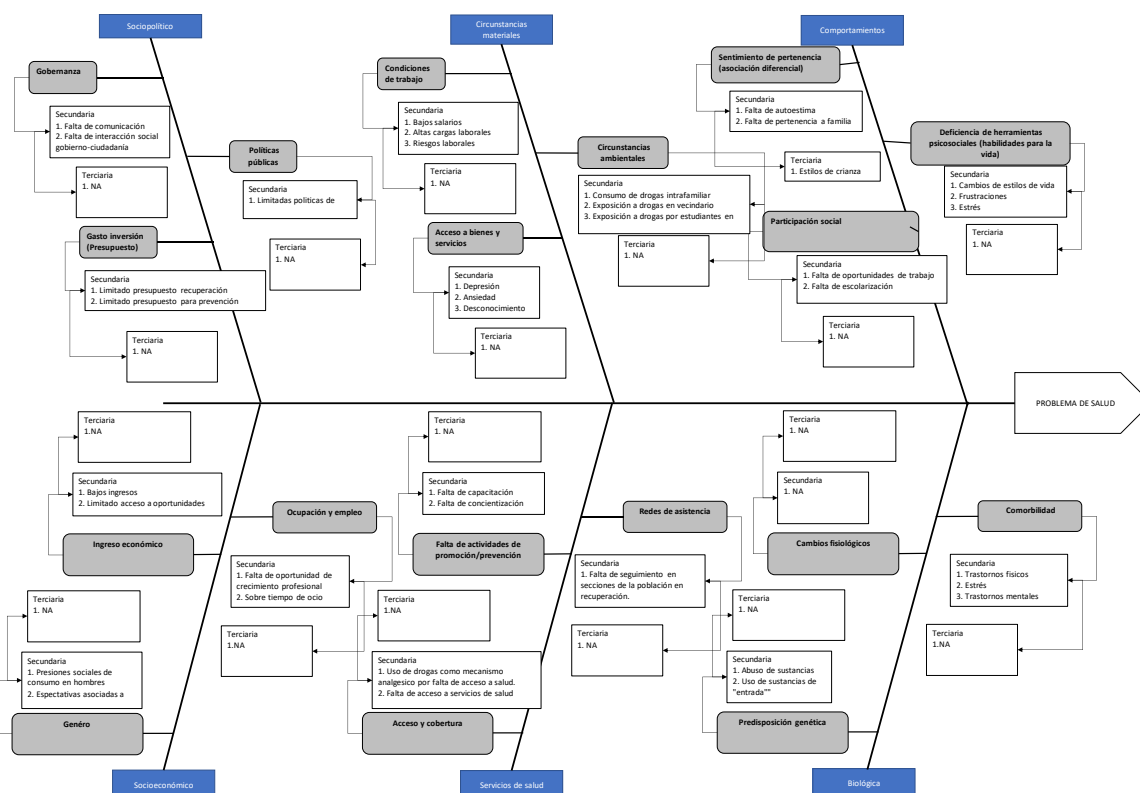 Sociopolítico
Gobernanza
Secundaria
1. Falta de comunicación
2. Falta de interacción social
gobierno-ciudadanía
Terciaria
1. NA
Políticas
públicas
Secundaria
1. Limitadas politicas de
Terciaria
1. NA
Gasto inversión
(Presupuesto)
Secundaria
1. Limitado presupuesto recuperación
2. Limitado presupuesto para prevención
Terciaria
1. NA
Circunstancias
materiales
Condiciones
de trabajo
Secundaria
1. Bajos salarios
2. Altas cargas laborales
3. Riesgos laborales
Terciaria
1. NA
Circunstancias
ambientales
Secundaria
1. Consumo de drogas intrafamiliar
2. Exposición a drogas en vecindario
3. Exposición a drogas por estudiantes en
Terciaria
1. NA
Acceso a bienes y
servicios
Secundaria
1. Depresión
2. Ansiedad
3. Desconocimiento
Terciaria
1. NA
Comportamientos
Sentimiento de pertenencia
(asociación diferencial)
Secundaria
1. Falta de autoestima
2. Falta de pertenencia a familia
Terciaria
1. Estilos de crianza
Deficiencia de herramientas
psicosociales (habilidades para la
vida)
Secundaria
1. Cambios de estilos de vida
2. Frustraciones
3. Estrés
Terciaria
1. NA
Participación social
Secundaria
1. Falta de oportunidades de trabajo
2. Falta de escolarización
Terciaria
1. NA
PROBLEMA DE SALUD
Terciaria
1.NA
Secundaria
1. Bajos ingresos
2. Limitado acceso a oportunidades
Ingreso económico
Ocupación y empleo
Secundaria
1. Falta de oportunidad de
crecimiento profesional
2. Sobre tiempo de ocio
Terciaria
1.NA
Terciaria
1. NA
Secundaria
1. Presiones sociales de
consumo en hombres
2. Espectativas asociadas a
Genéro
Socioeconómico
Terciaria
1. NA
Secundaria
1. Falta de capacitación
2. Falta de concientización
Falta de actividades de
promoción/prevención
Redes de asistencia
Secundaria
1. Falta de seguimiento en
secciones de la población en
recuperación.
Terciaria
1. NA
Terciaria
1.NA
Secundaria
1. Uso de drogas como mecanismo
analgesico por falta de acceso a salud.
2. Falta de acceso a servicios de salud
Acceso y cobertura
Servicios de salud
Terciaria
1. NA
Secundaria
1. NA
Cambios fisiológicos
Comorbilidad
Secundaria
1. Trastornos fisicos
2. Estrés
3. Trastornos mentales
Terciaria
1. NA
Terciaria
1. NA
Secundaria
1. Abuso de sustancias
2. Uso de sustancias de
"entrada""
Predisposición genética
Biológica